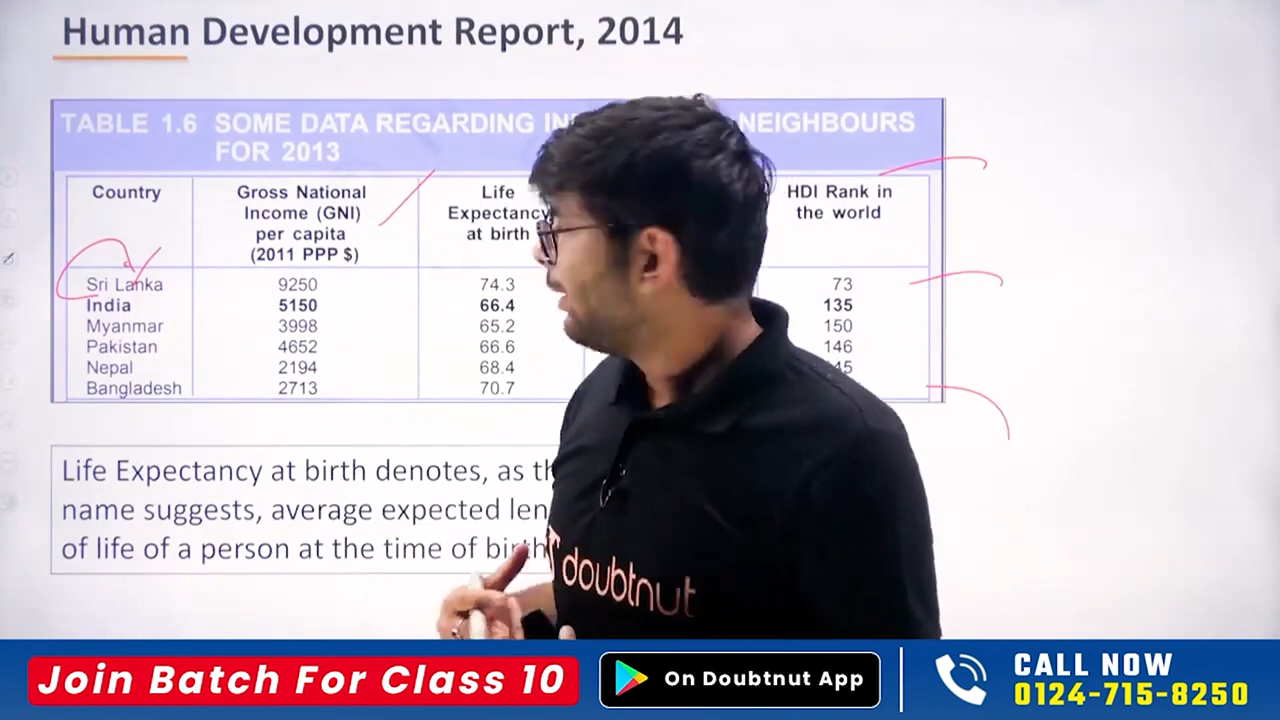 Human Development Report, 2014
TABLE 1.6 SOME DATA REGARDING NEIGHBOURS
FOR 2013
Country Gross National Life HDI Rank in
Income (GNI) Expectancy the world
per capita at birth
(2011 PPP $)
Sri Lanka 9250 74.3 73
India 5150 66.4 135
Myanmar 3998 65.2 150
Pakistan 4652 66.6 146
Nepal 2194 68.4
Bangladesh 2713 70.7
Life Expectancy at birth denotes, as
name suggests, average expected
of life of a person at the time of birth
doubtnut
Join Batch For Class 10
On Doubtnut App
CALL NOW
0124-715-8250